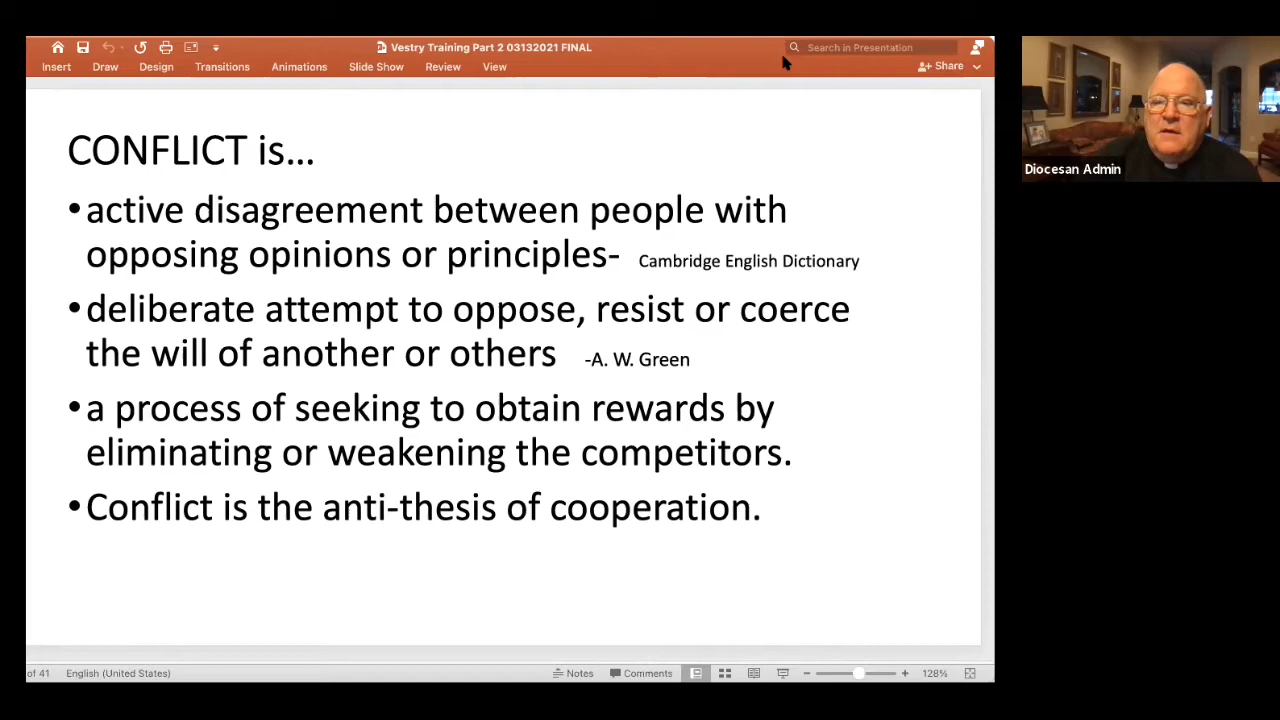 Vestry Training Part 2 03132021 FINAL
Search in Presentation
Insert Draw Design Transitions Animations Slide Show Review View
Share
CONFLICT is...
•active disagreement between people with
opposing opinions or principles- Cambridge English Dictionary
•deliberate attempt to oppose, resist or coerce
the will of another or others -A. W. Green
•a process of seeking to obtain rewards by
eliminating or weakening the competitors.
•Conflict is the anti-thesis of cooperation.
of 41 English (United States)
Notes Comments 128%
Diocesan Admin